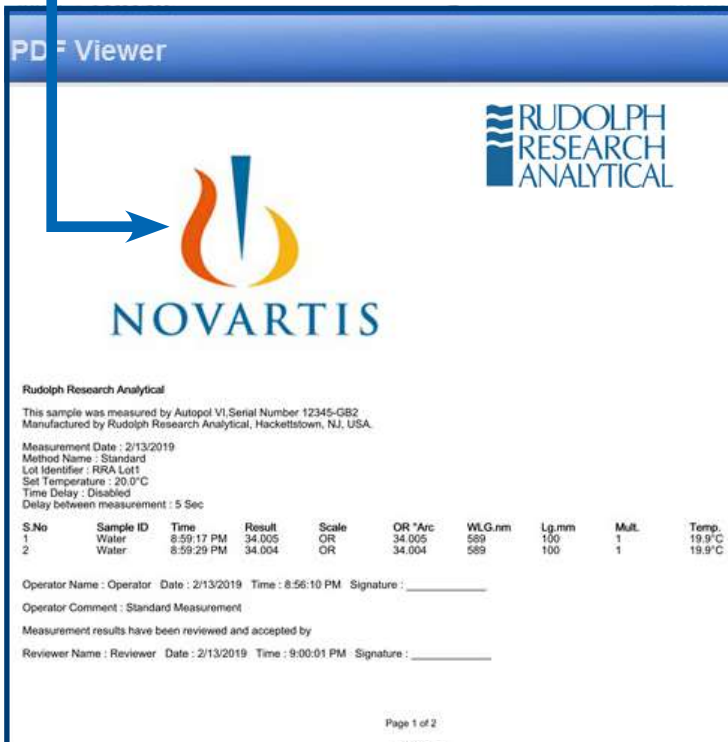 PDF Viewer
RUDOLPH
RESEARCH
ANALYTICAL
NOVARTIS
Rudolph Research Analytical
This sample was measured by Autopol VI,Serial Number 12345-GB2
Manufactured by Rudolph Research Analytical, Hackettstown, NJ, USA.
Measurement Date : 2/13/2019
Method Name : Standard
Lot Identifier : RRA Lot1
Set Temperature : 20.0°C
Time Delay : Disabled
Delay between measurement : 5 Sec
S.No Sample ID Time Result Scale OR °Arc WLG.nm Lg.mm Mult. Temp.
1 Water 8:59:17 PM 34.005 OR 34.005 589 100 1 19.9°C
2 Water 8:59:29 PM 34.004 OR 34.004 589 100 1 19.9°C
Operator Name : Operator Date : 2/13/2019 Time : 8:56:10 PM Signature : ____________
Operator Comment : Standard Measurement
Measurement results have been reviewed and accepted by
Reviewer Name : Reviewer Date : 2/13/2019 Time : 9:00:01 PM Signature : ____________
Page 1 of 2